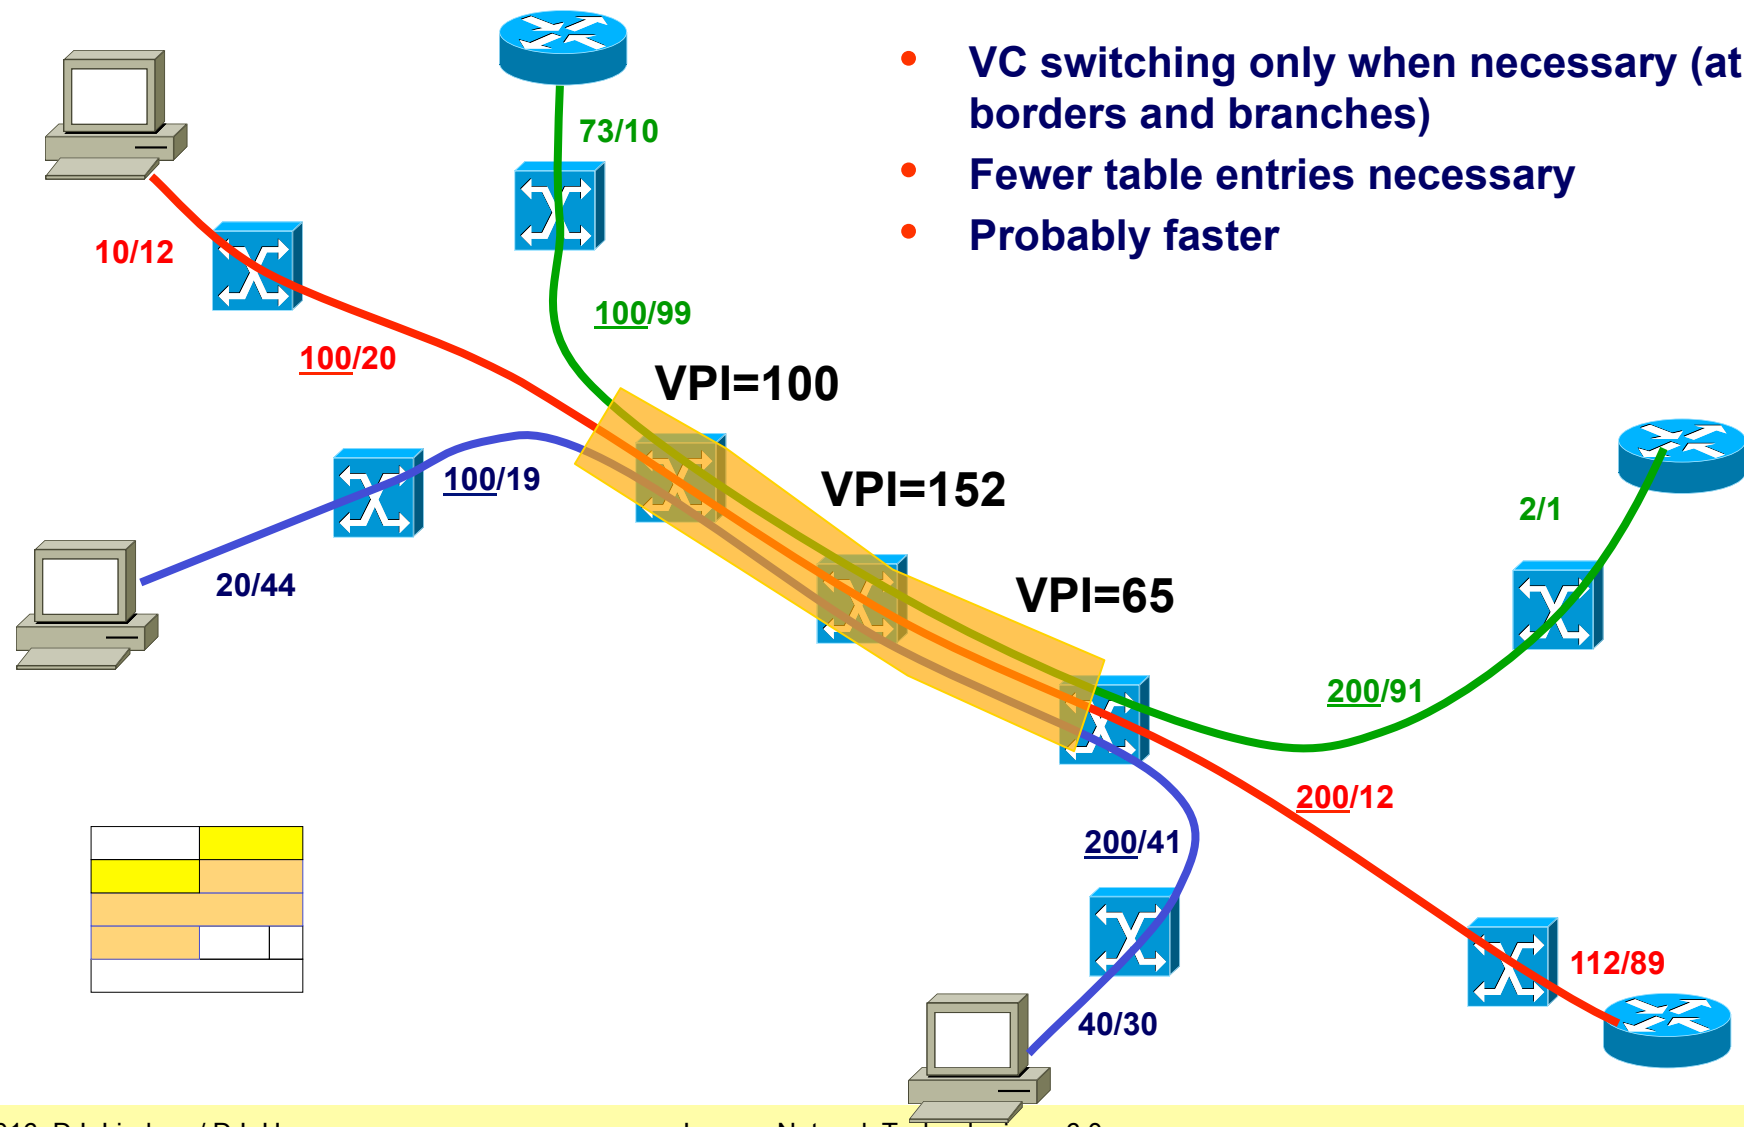 VC switching only when necessary (at
borders and branches)
Fewer table entries necessary
Probably faster
73/10
10/12
100/99
100/20
VPI=100
100/19
VPI=152
2/1
20/44
VPI=65
200/91
200/12
200/41
112/89
40/30